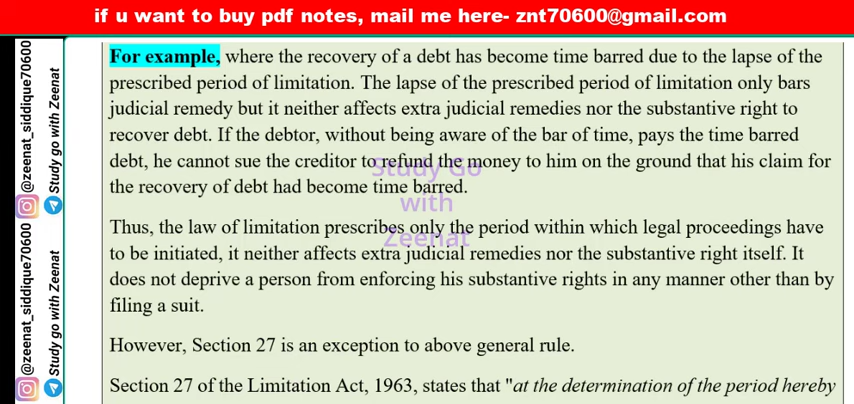 if u want to buy pdf notes, mail me here- znt70600@gmail.com
For example, where the recovery of a debt has become time barred due to the lapse of the
prescribed period of limitation. The lapse of the prescribed period of limitation only bars
judicial remedy but it neither affects extra judicial remedies nor the substantive right to
recover debt. If the debtor, without being aware of the bar of time, pays the time barred
debt, he cannot sue the creditor to refund the money to him on the ground that his claim for
the recovery of debt had become time barred.
Thus, the law of limitation prescribes only the period within which legal proceedings have
to be initiated, it neither affects extra judicial remedies nor the substantive right itself. It
does not deprive a person from enforcing his substantive rights in any manner other than by
filing a suit.
However, Section 27 is an exception to above general rule.
Section 27 of the Limitation Act, 1963, states that "at the determination of the period hereby
Study Go
with
Zeenat
@zeenat_siddique70600
Study go with Zeenat
@zeenat_siddique70600
Study go with Zeenat